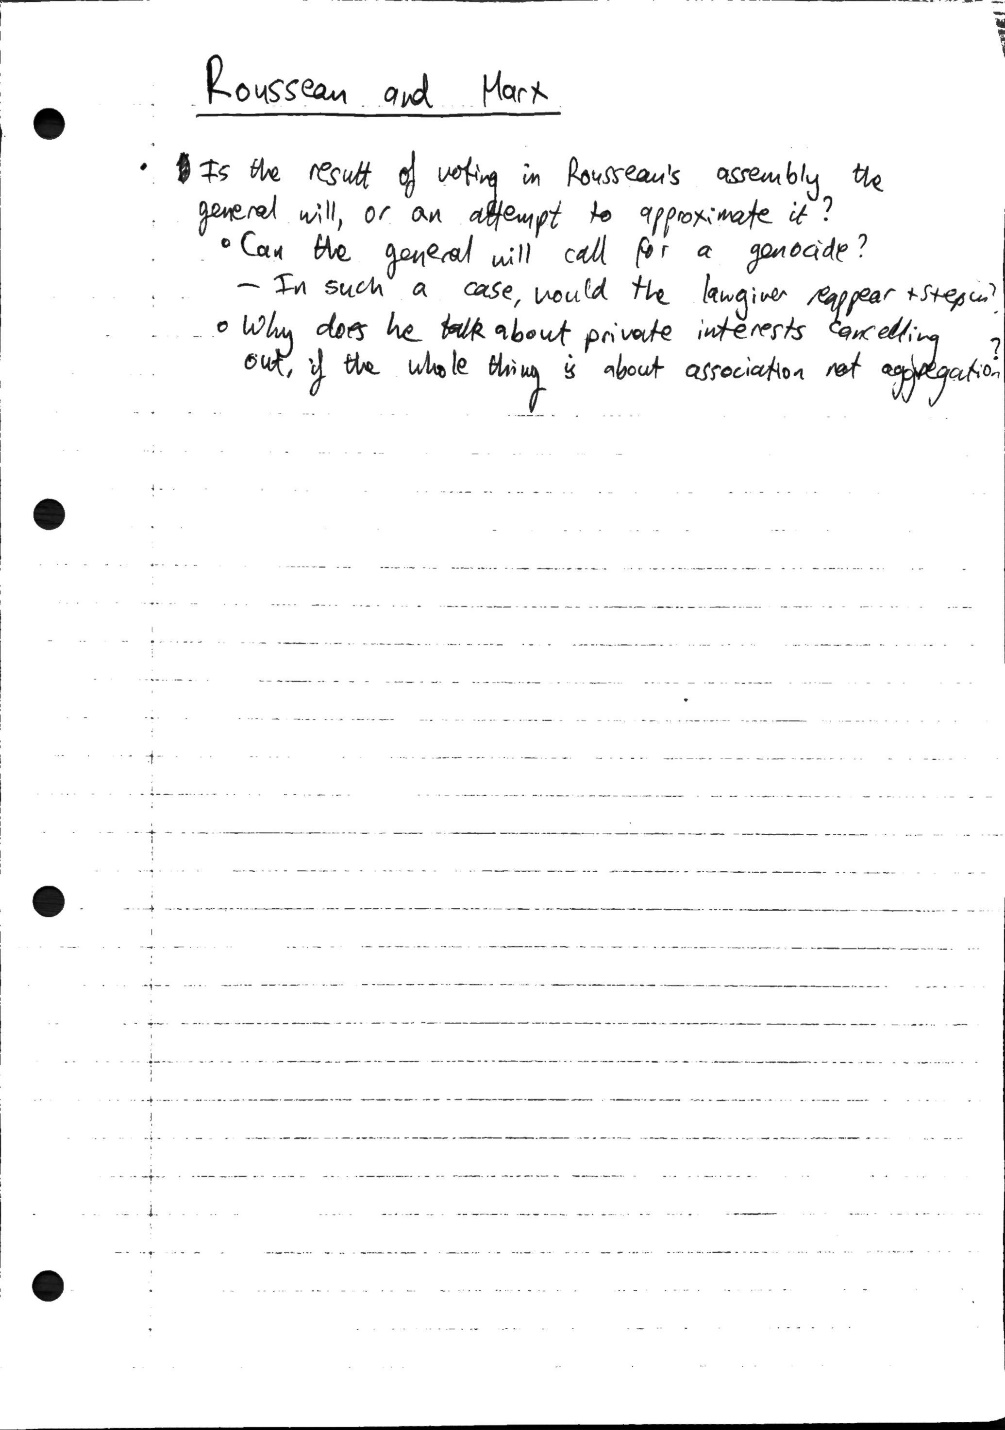 Rousseau and Marx
• Is the result of voting in Rousseau's assembly the
general will, or an attempt to approximate it?
◦ Can the general will call for a genocide?
– In such a case, would the lawgiver reappear + step in?
◦ Why does he talk about private interests cancelling
out, if the whole thing is about association not aggregation?